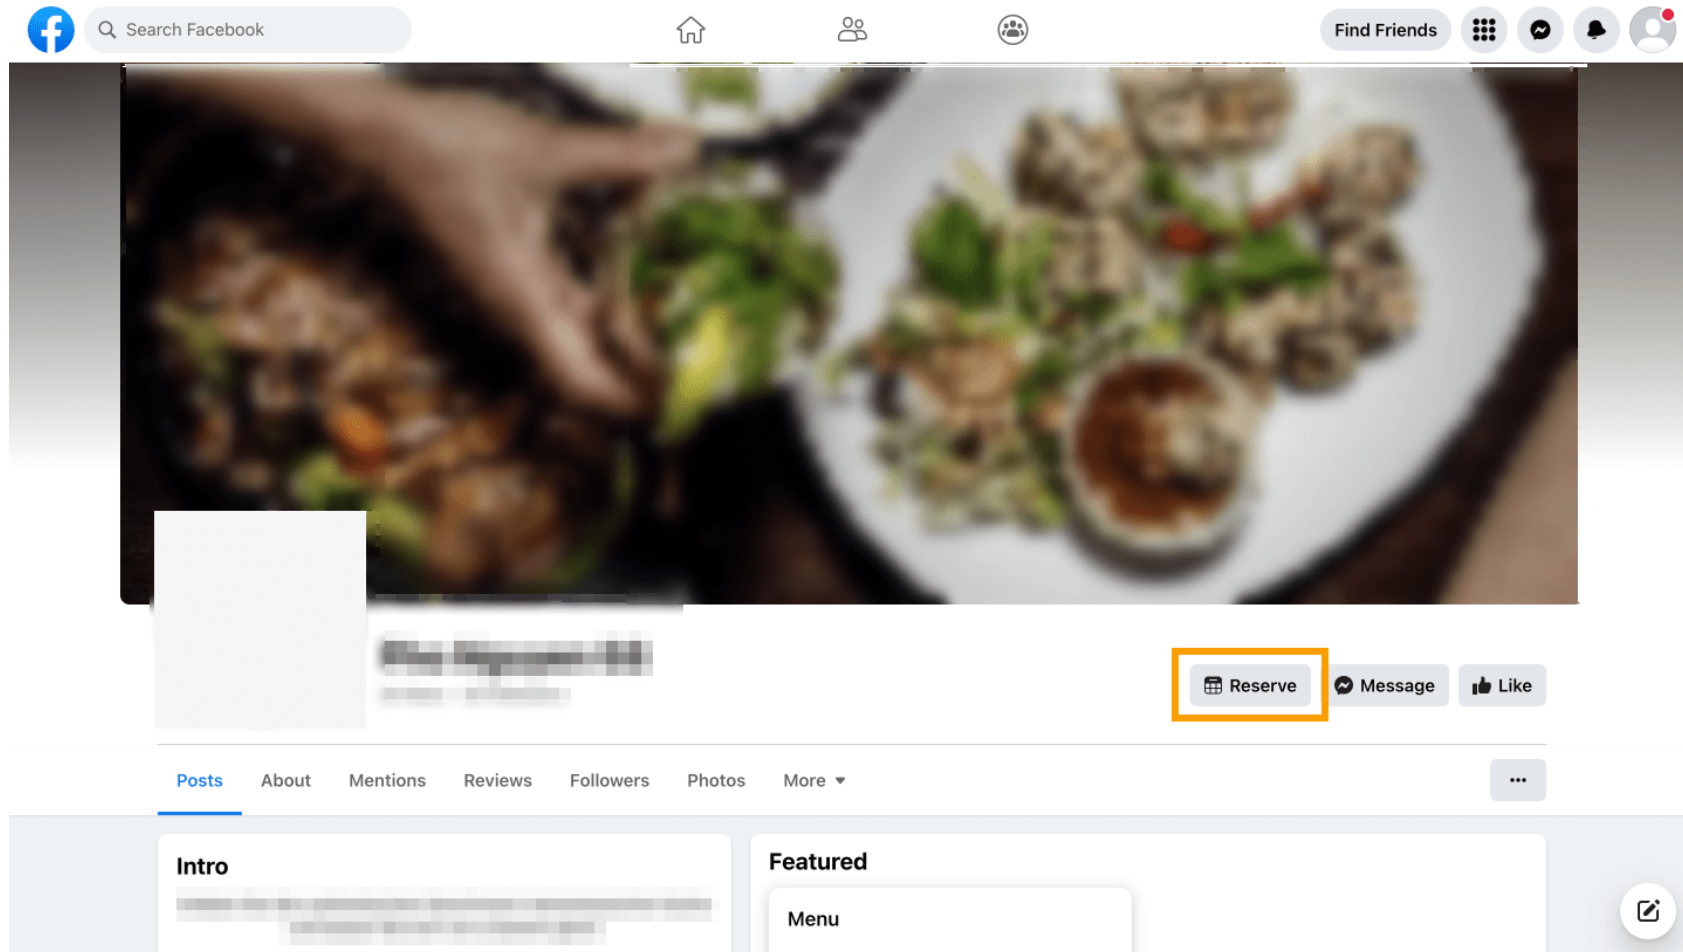 Search Facebook
Find Friends
Reserve
Message
Like
Posts
About
Mentions
Reviews
Followers
Photos
More
Intro
Featured
Menu